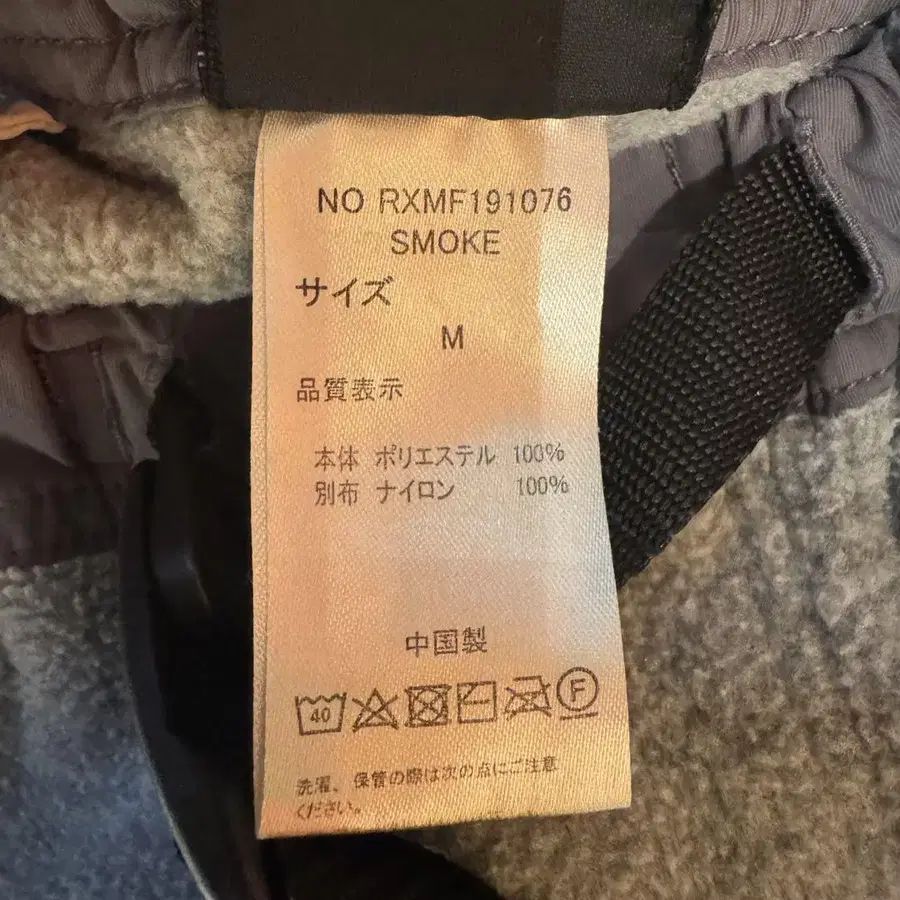 NO RXMF191076
SMOKE
サイズ
M
品質表示
本体 ポリエステル 100%
別布 ナイロン 100%
中国製
40 F
洗濯、保管の際は次の点にご注意
ください。